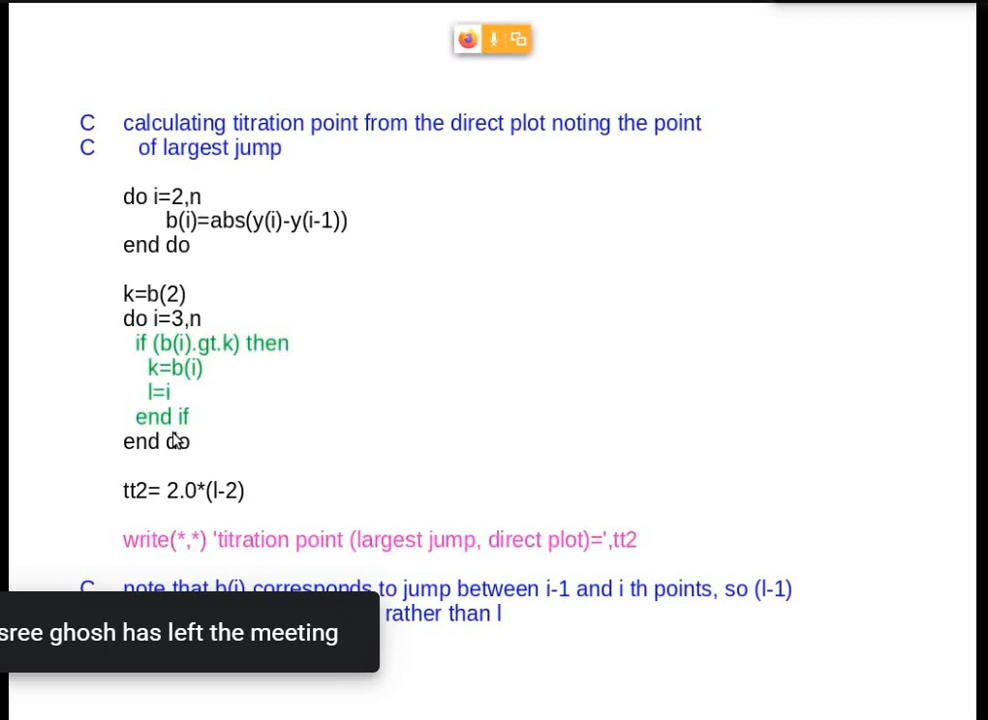 C calculating titration point from the direct plot noting the point
C of largest jump
do i=2,n
b(i)=abs(y(i)-y(i-1))
end do
k=b(2)
do i=3,n
if (b(i).gt.k) then
k=b(i)
l=i
end if
end do
tt2= 2.0*(l-2)
write(*,*) 'titration point (largest jump, direct plot)=',tt2
C note that b(i) corresponds to jump between i-1 and i th points, so (l-1)
rather than l
sree ghosh has left the meeting